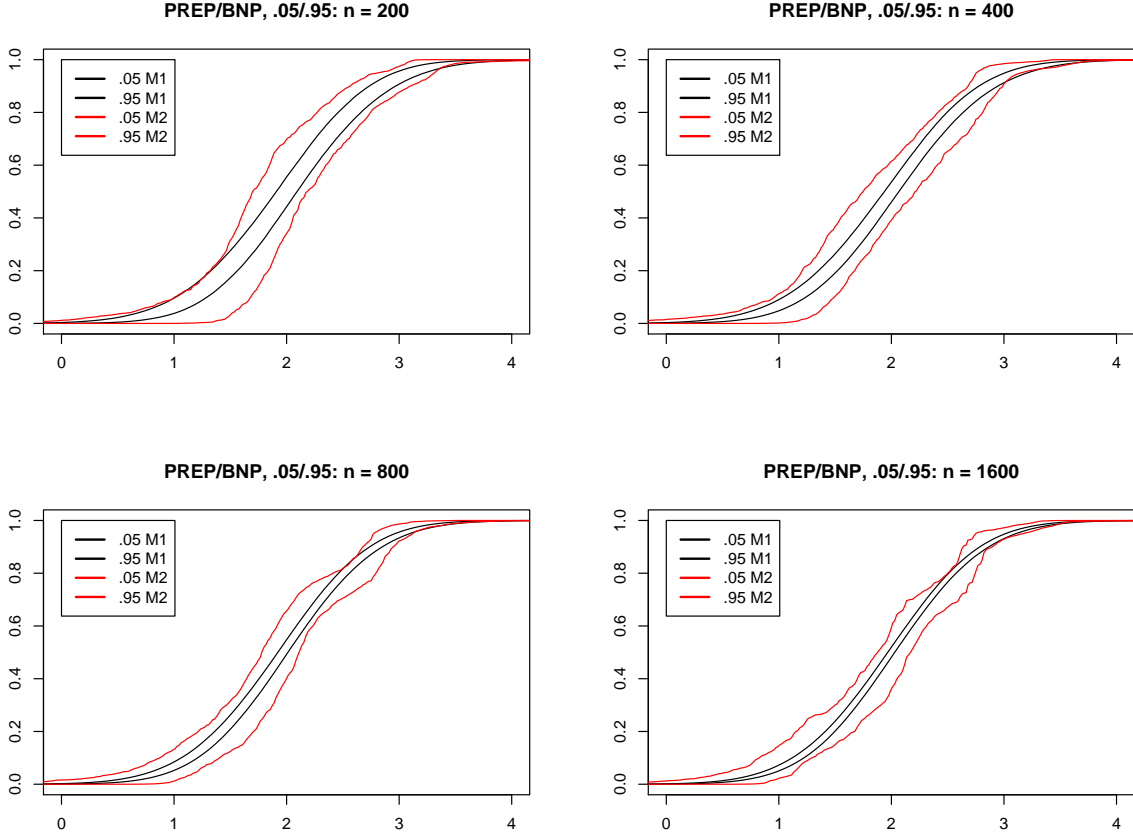 PREP/BNP, .05/.95: n = 200
1.0
0.8
0.6
0.4
0.2
0.0
.05 M1
.95 M1
.05 M2
.95 M2
0 1 2 3 4
PREP/BNP, .05/.95: n = 400
1.0
0.8
0.6
0.4
0.2
0.0
.05 M1
.95 M1
.05 M2
.95 M2
0 1 2 3 4
PREP/BNP, .05/.95: n = 800
1.0
0.8
0.6
0.4
0.2
0.0
.05 M1
.95 M1
.05 M2
.95 M2
0 1 2 3 4
PREP/BNP, .05/.95: n = 1600
1.0
0.8
0.6
0.4
0.2
0.0
.05 M1
.95 M1
.05 M2
.95 M2
0 1 2 3 4